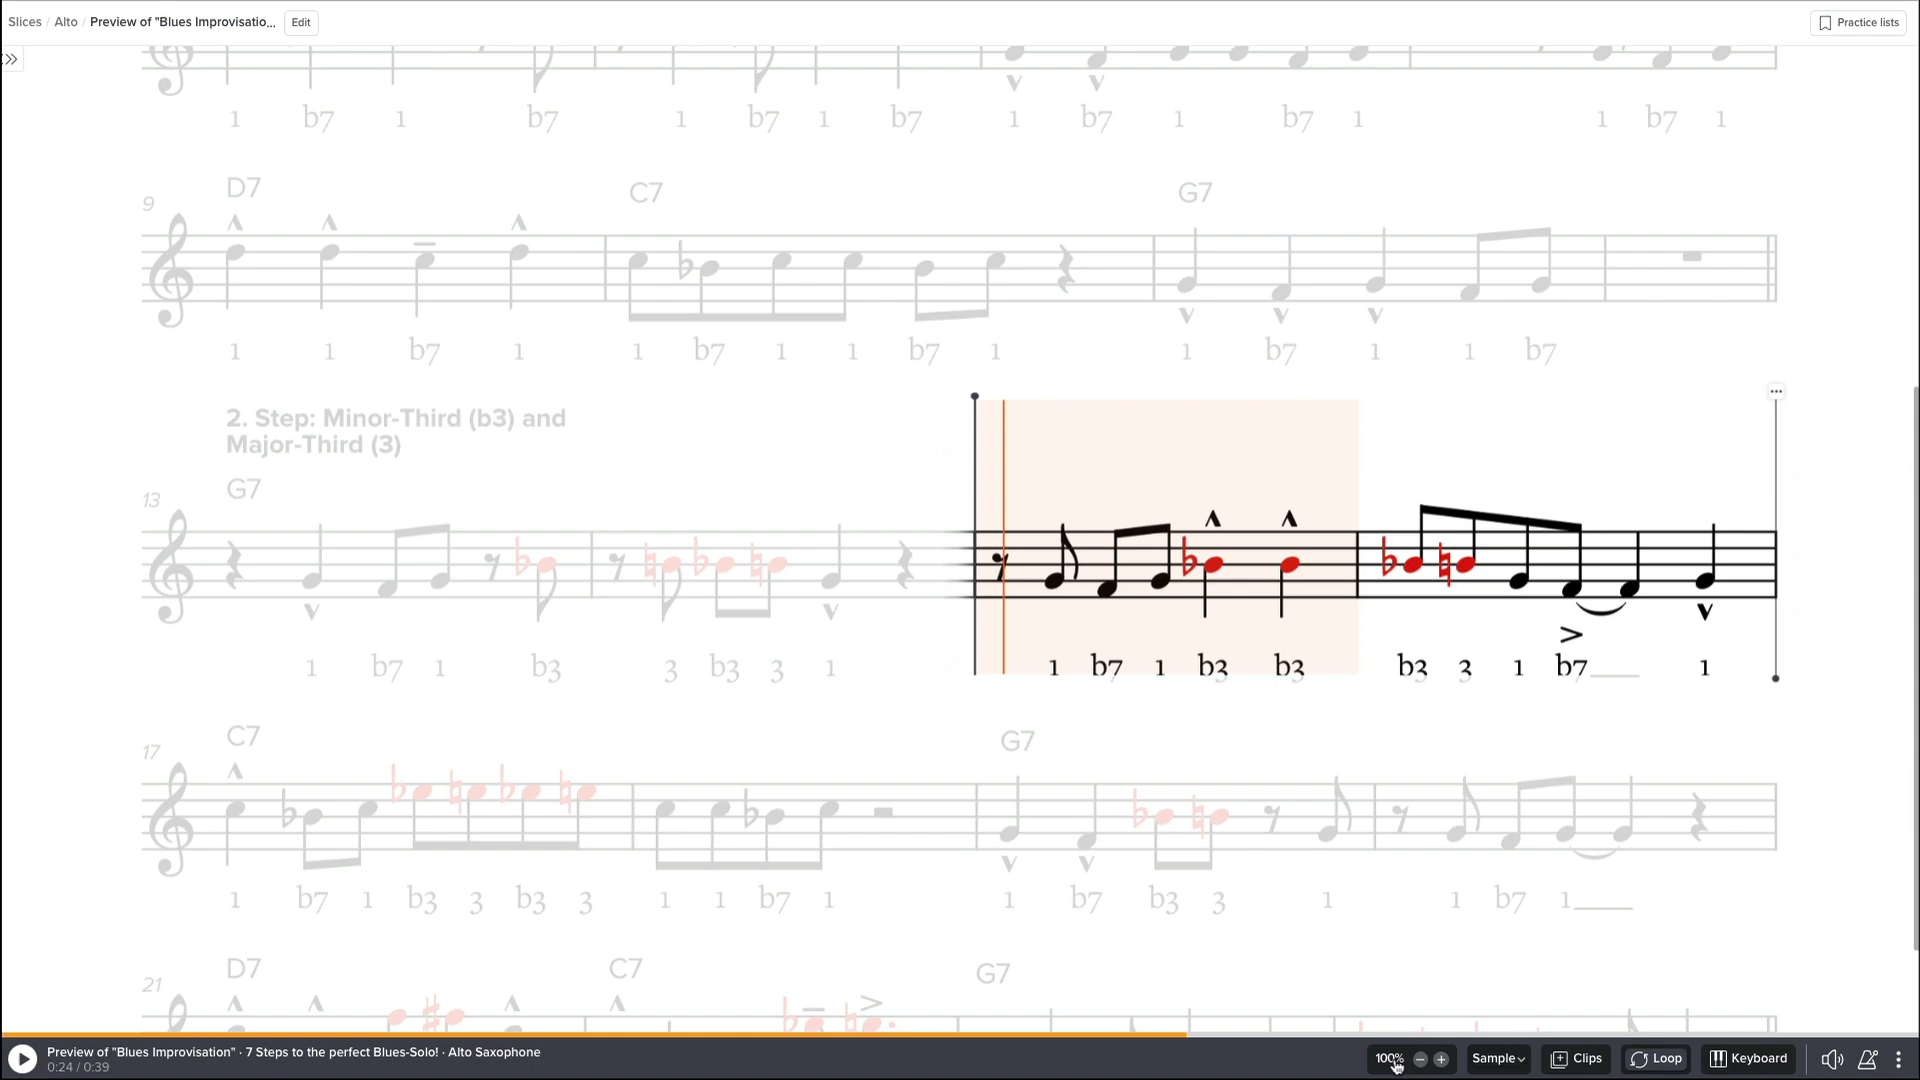 Slices / Alto / Preview of "Blues Improvisatio... Edit Practice lists
1 b7 1 b7 1 b7 1 b7 1 b7 1 b7 1 1 b7 1
D7 C7 G7
9
1 1 b7 1 1 b7 1 1 b7 1 1 b7 1 1 b7
2. Step: Minor-Third (b3) and
Major-Third (3)
G7
13
1 b7 1 b3 3 b3 3 1 1 b7 1 b3 b3 b3 3 1 b7 1
C7 G7
17
1 b7 1 b3 3 b3 3 1 1 b7 1 1 b7 b3 3 1 1 b7 1
D7 C7 G7
21
Preview of "Blues Improvisation" · 7 Steps to the perfect Blues-Solo! · Alto Saxophone
0:24 / 0:39
100% Sample Clips Loop Keyboard